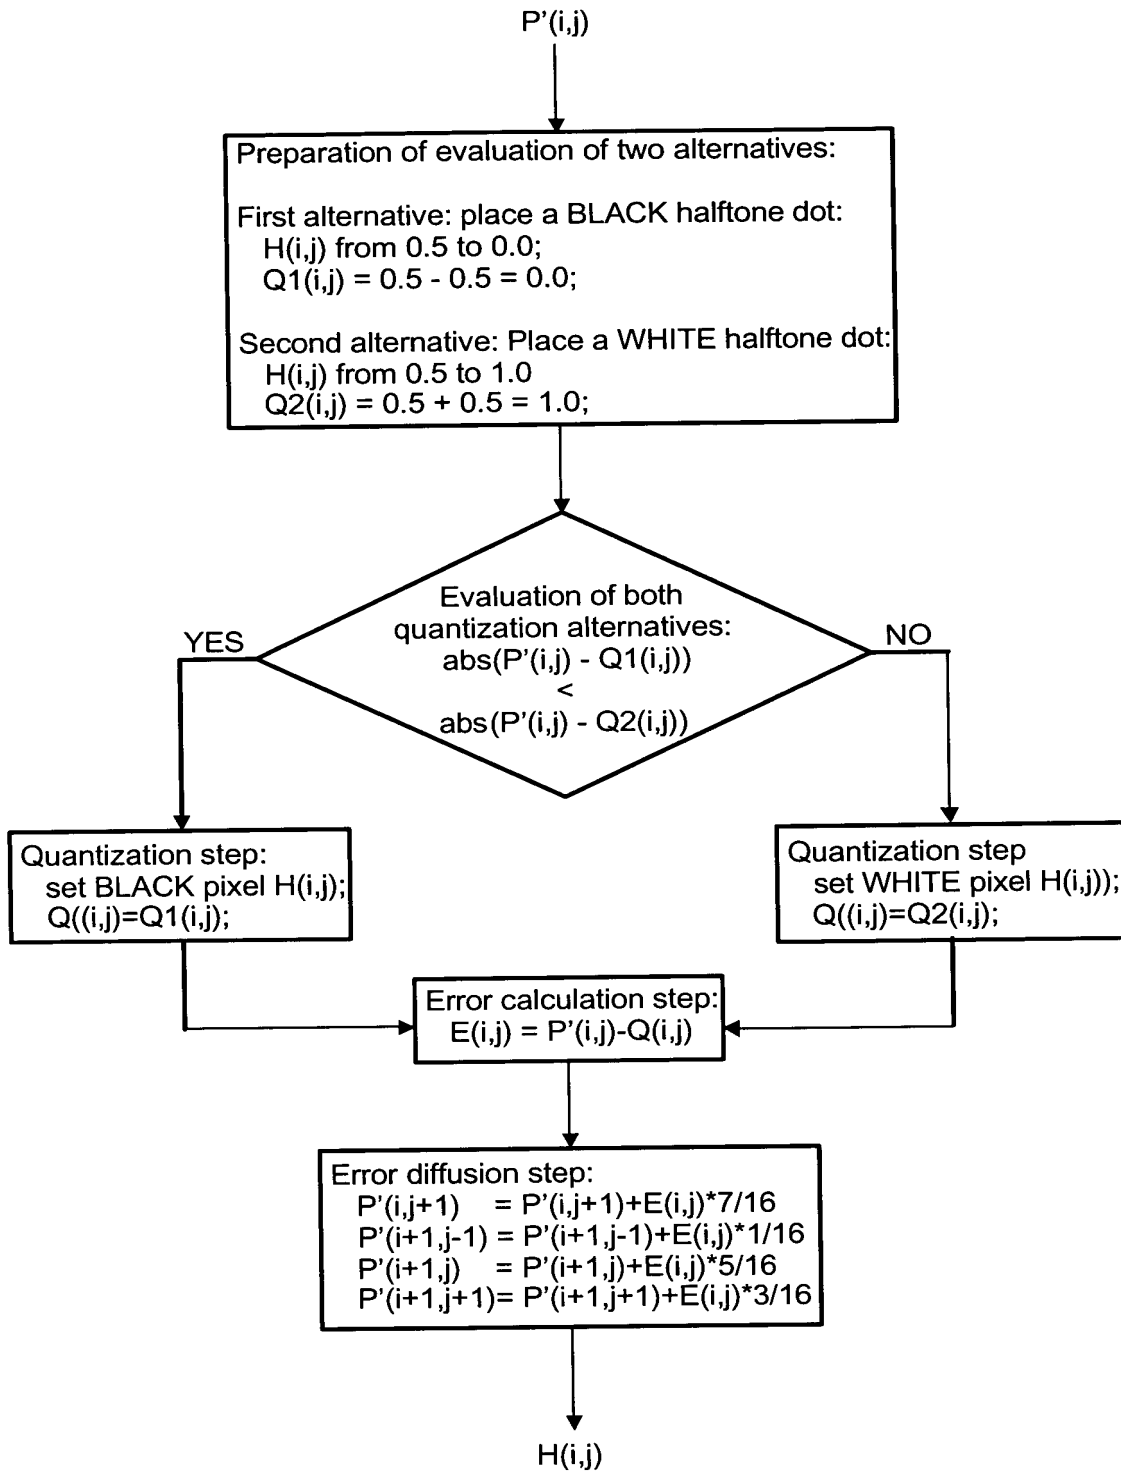 P'(i,j)
Preparation of evaluation of two alternatives:
First alternative: place a BLACK halftone dot:
H(i,j) from 0.5 to 0.0;
Q1(i,j) = 0.5 - 0.5 = 0.0;
Second alternative: Place a WHITE halftone dot:
H(i,j) from 0.5 to 1.0
Q2(i,j) = 0.5 + 0.5 = 1.0;
Evaluation of both
quantization alternatives:
abs(P'(i,j) - Q1(i,j))
<
abs(P'(i,j) - Q2(i,j))
YES
NO
Quantization step:
set BLACK pixel H(i,j);
Q((i,j)=Q1(i,j);
Quantization step
set WHITE pixel H(i,j));
Q((i,j)=Q2(i,j);
Error calculation step:
E(i,j) = P'(i,j)-Q(i,j)
Error diffusion step:
P'(i,j+1) = P'(i,j+1)+E(i,j)*7/16
P'(i+1,j-1) = P'(i+1,j-1)+E(i,j)*1/16
P'(i+1,j) = P'(i+1,j)+E(i,j)*5/16
P'(i+1,j+1)= P'(i+1,j+1)+E(i,j)*3/16
H(i,j)